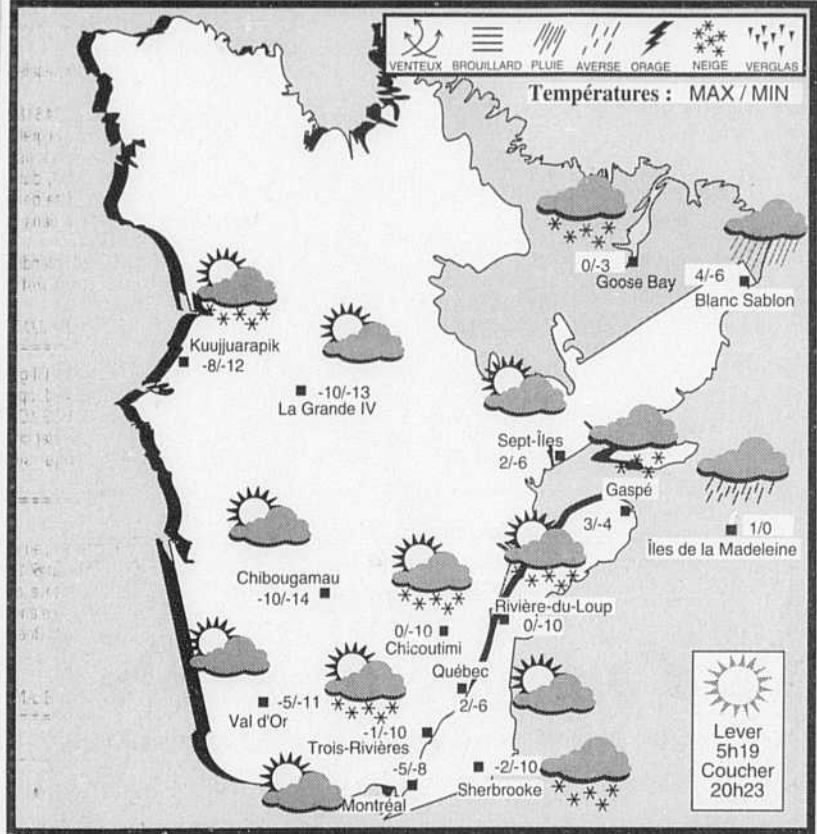 VENTEUX BROUILLARD PLUIE AVERSE ORAGE NEIGE VERGLAS
Températures : MAX / MIN
0/-3
Goose Bay
4/-6
Blanc Sablon
Kuujjuarapik
-8/-12
-10/-13
La Grande IV
Sept-Îles
2/-6
Gaspé
3/-4
1/0
Îles de la Madeleine
Chibougamau
-10/-14
Rivière-du-Loup
0/-10
0/-10
Chicoutimi
Québec
2/-6
-5/-11
Val d'Or
-1/-10
Trois-Rivières
-5/-8
Montréal
-2/-10
Sherbrooke
Lever
5h19
Coucher
20h23